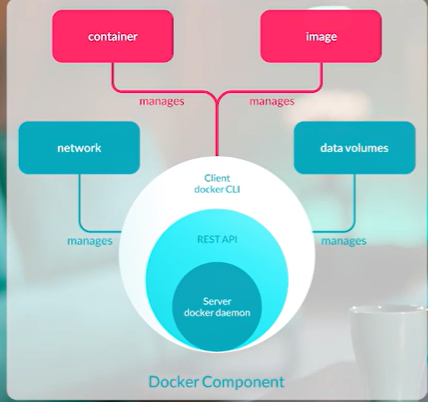 container
image
manages
manages
network
data volumes
Client
docker CLI
manages
manages
REST API
Server
docker daemon
Docker Component